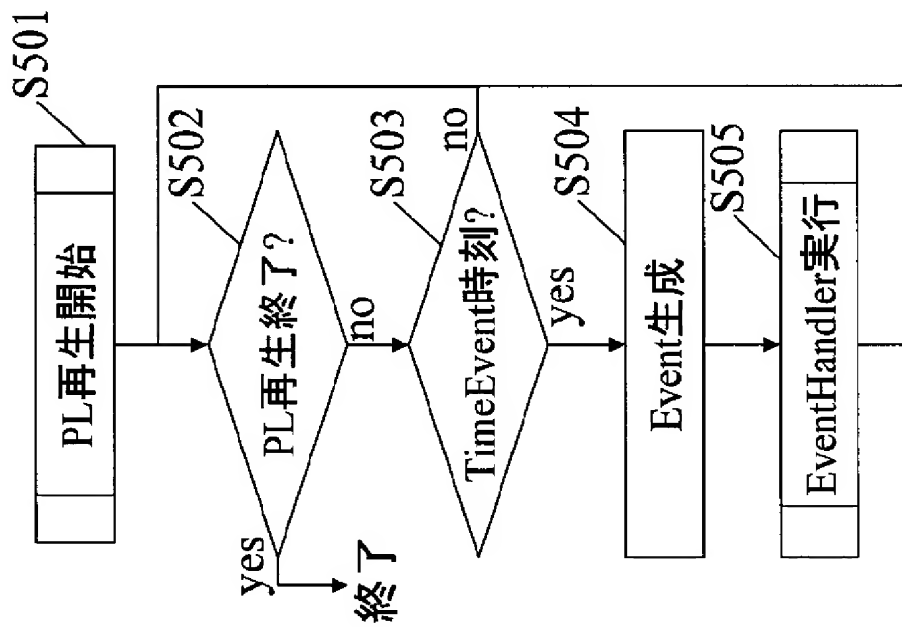 S501
PL再生開始
S502
PL再生終了?
yes
終了
no
S503
TimeEvent時刻?
no
yes
S504
Event生成
S505
EventHandler実行